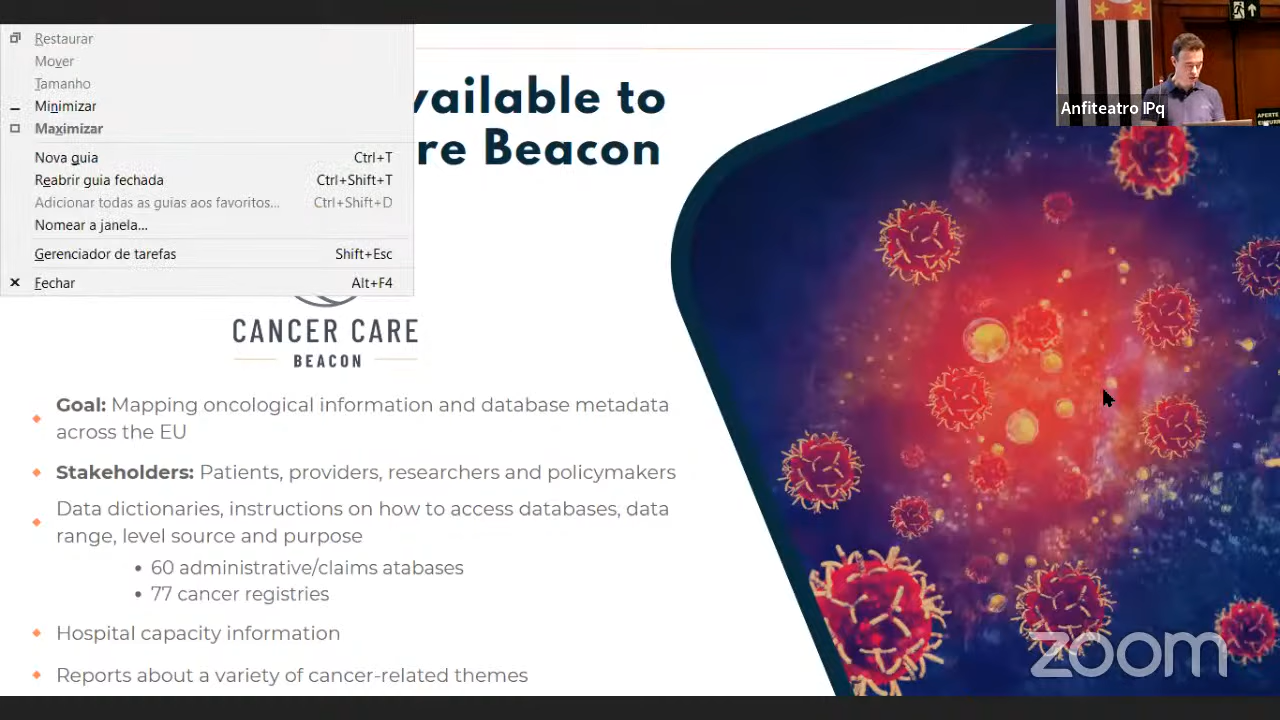 Restaurar
Mover
Tamanho
Minimizar
Maximizar
Nova guia Ctrl+T
Reabrir guia fechada Ctrl+Shift+T
Adicionar todas as guias aos favoritos... Ctrl+Shift+D
Nomear a janela...
Gerenciador de tarefas Shift+Esc
Fechar Alt+F4
vailable to
re Beacon
Anfiteatro IPq
APERTE
CANCER CARE
BEACON
Goal: Mapping oncological information and database metadata
across the EU
Stakeholders: Patients, providers, researchers and policymakers
Data dictionaries, instructions on how to access databases, data
range, level source and purpose
60 administrative/claims atabases
77 cancer registries
Hospital capacity information
Reports about a variety of cancer-related themes
zoom